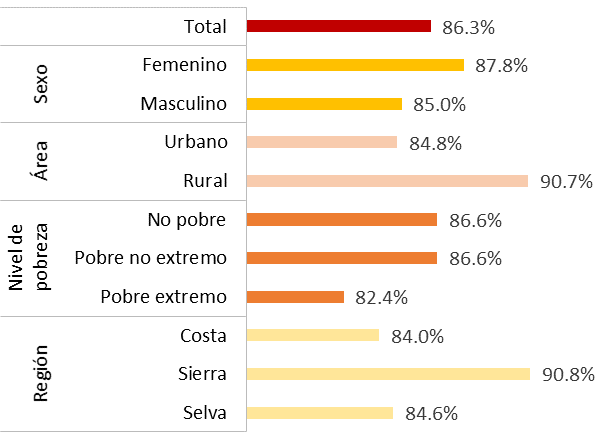 Total 86.3%
Sexo
Femenino 87.8%
Masculino 85.0%
Área
Urbano 84.8%
Rural 90.7%
Nivel de
pobreza
No pobre 86.6%
Pobre no extremo 86.6%
Pobre extremo 82.4%
Región
Costa 84.0%
Sierra 90.8%
Selva 84.6%